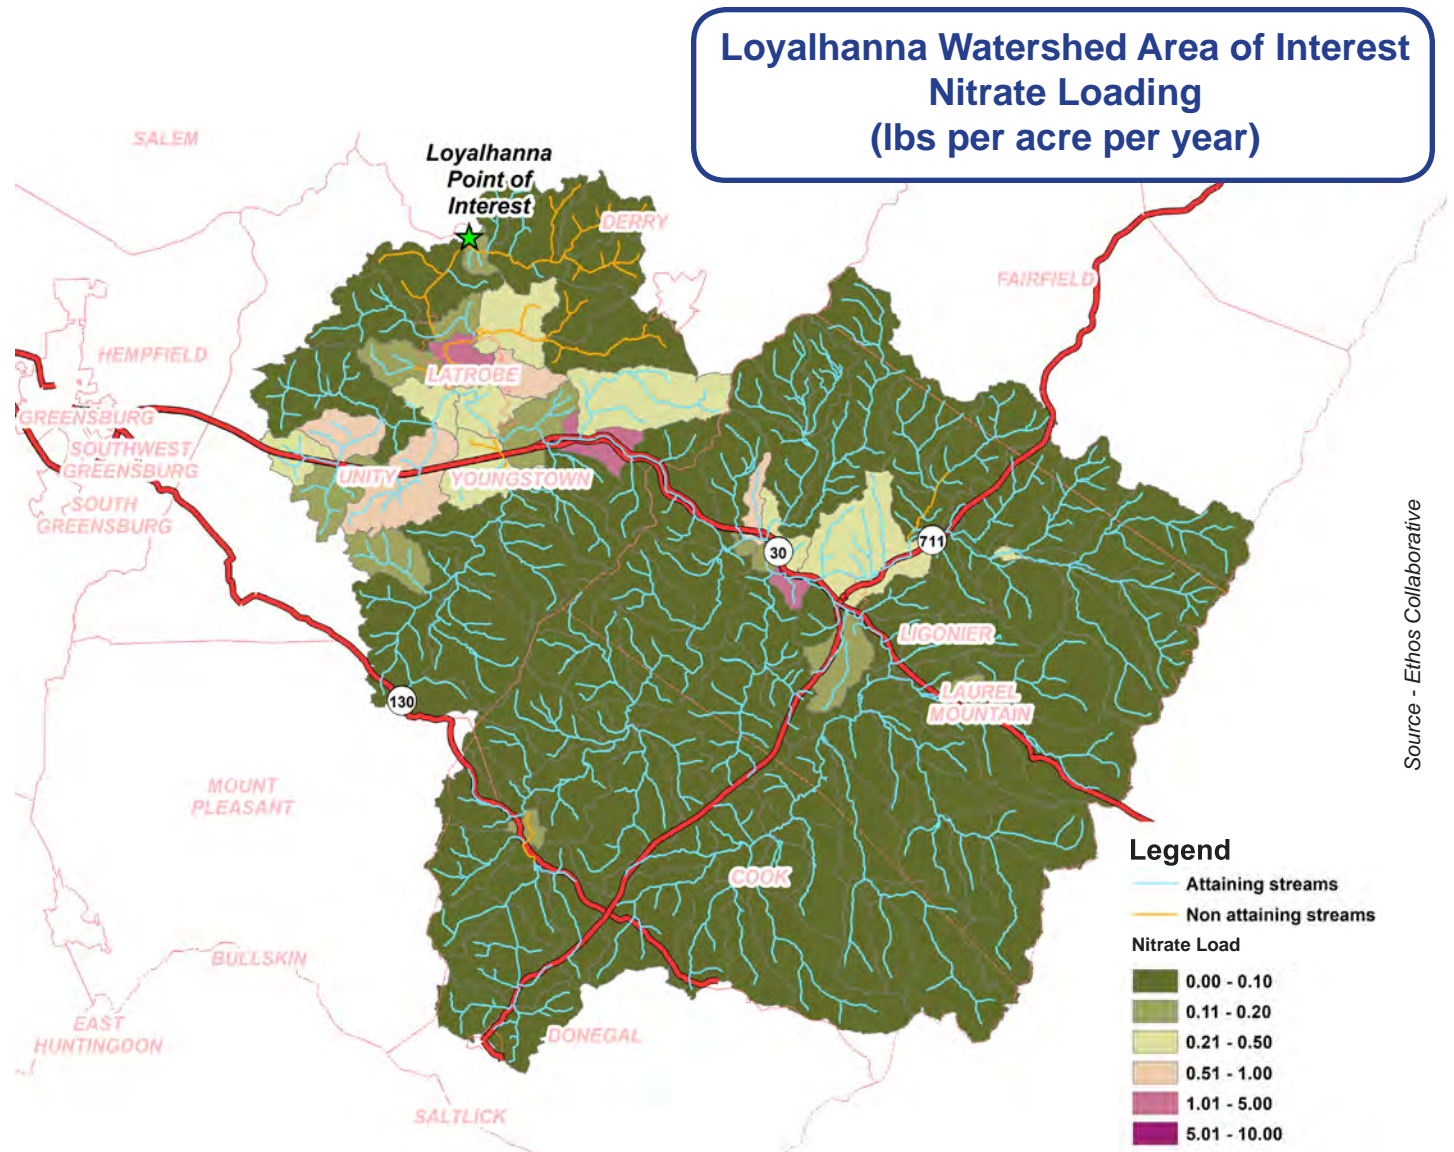 Loyalhanna Watershed Area of Interest
Nitrate Loading
(lbs per acre per year)
SALEM
Loyalhanna
Point of
Interest
DERRY
FAIRFIELD
HEMPFIELD
LATROBE
GREENSBURG
SOUTHWEST
GREENSBURG
UNITY
YOUNGSTOWN
SOUTH
GREENSBURG
30
711
LIGONIER
LAUREL
MOUNTAIN
130
MOUNT
PLEASANT
COOK
BULLSKIN
EAST
HUNTINGDON
DONEGAL
SALTLICK
Source - Ethos Collaborative
Legend
Attaining streams
Non attaining streams
Nitrate Load
0.00 - 0.10
0.11 - 0.20
0.21 - 0.50
0.51 - 1.00
1.01 - 5.00
5.01 - 10.00